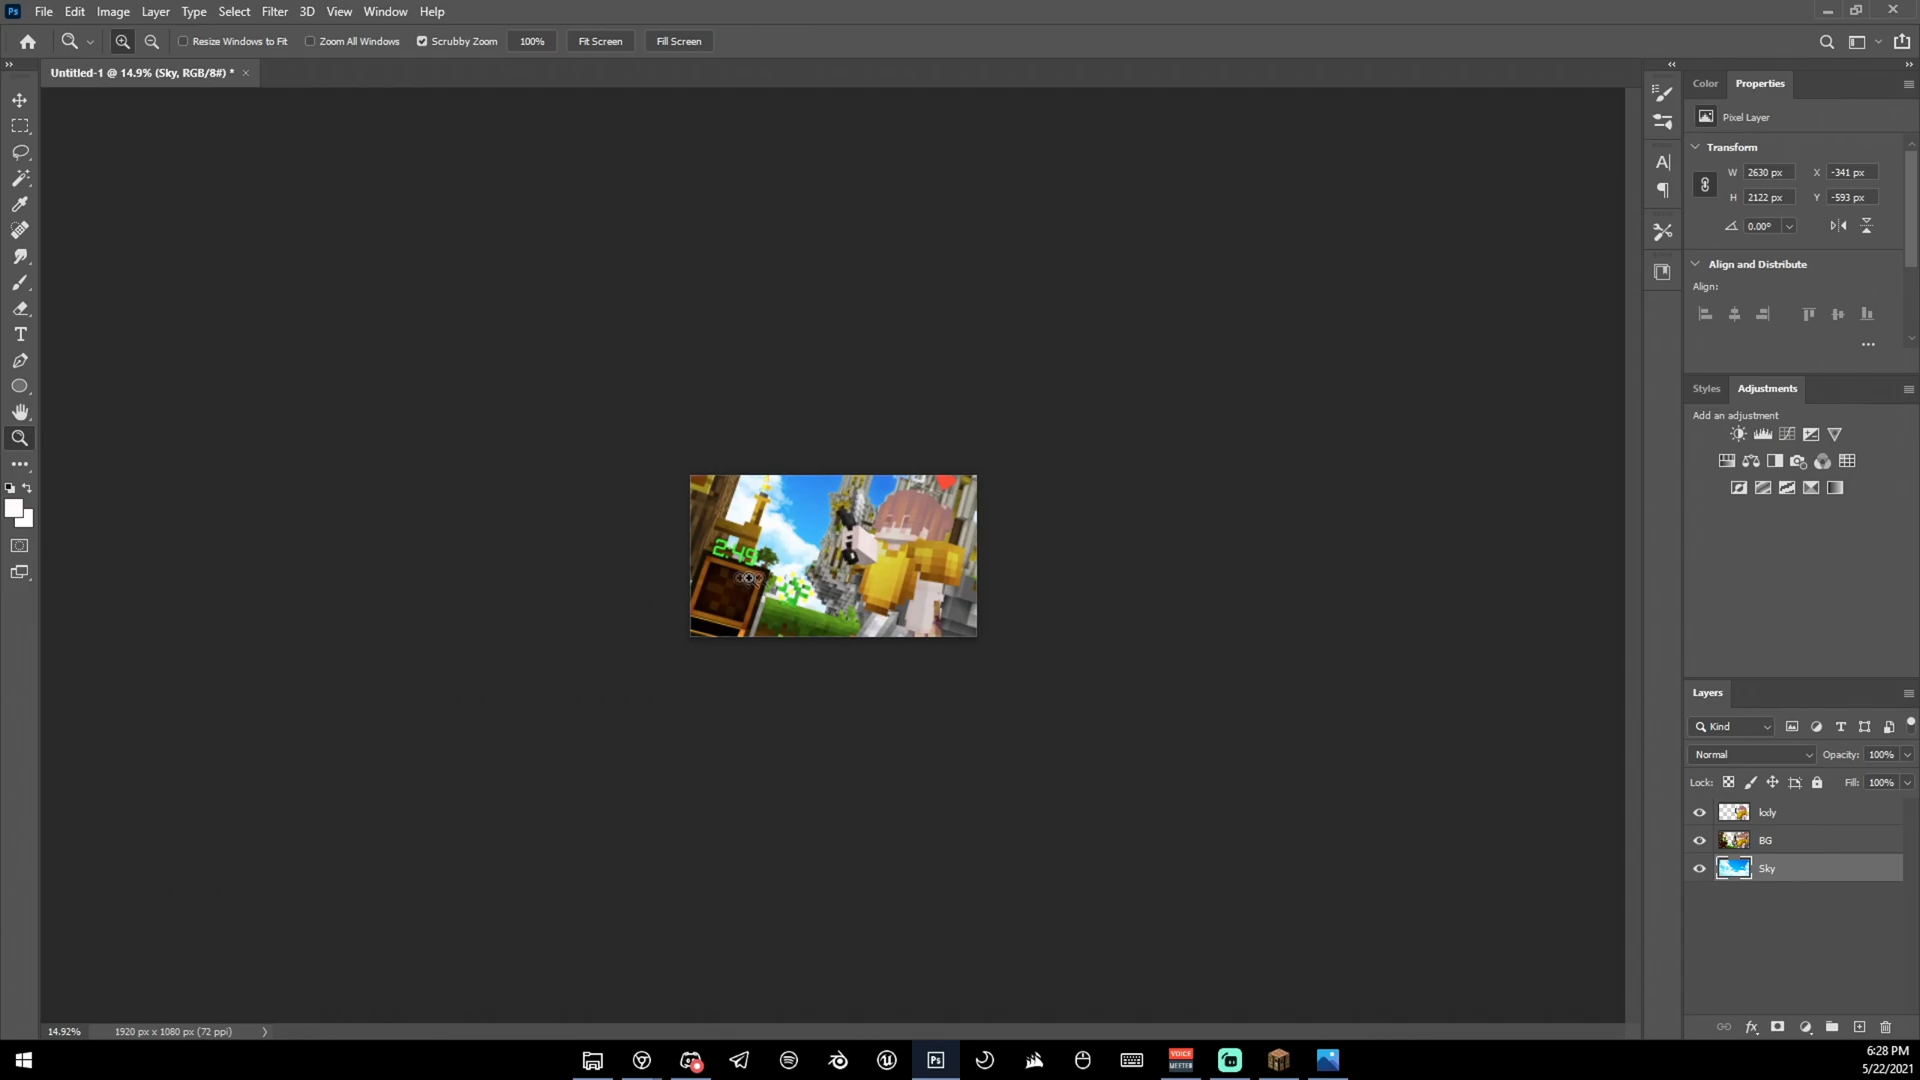 Ps File Edit Image Layer Type Select Filter 3D View Window Help
Resize Windows to Fit Zoom All Windows Scrubby Zoom 100% Fit Screen Fill Screen
Untitled-1 @ 14.9% (Sky, RGB/8#) * ×
Color Properties
Pixel Layer
Transform
W 2630 px X -341 px
H 2122 px Y -593 px
0.00°
Align and Distribute
Align:
Styles Adjustments
Add an adjustment
2.49
Layers
Kind
Normal Opacity: 100%
Lock: Fill: 100%
kxly
BG
Sky
14.92% 1920 px x 1080 px (72 ppi)
Ps
VOICE
MEETER
6:28 PM
5/22/2021